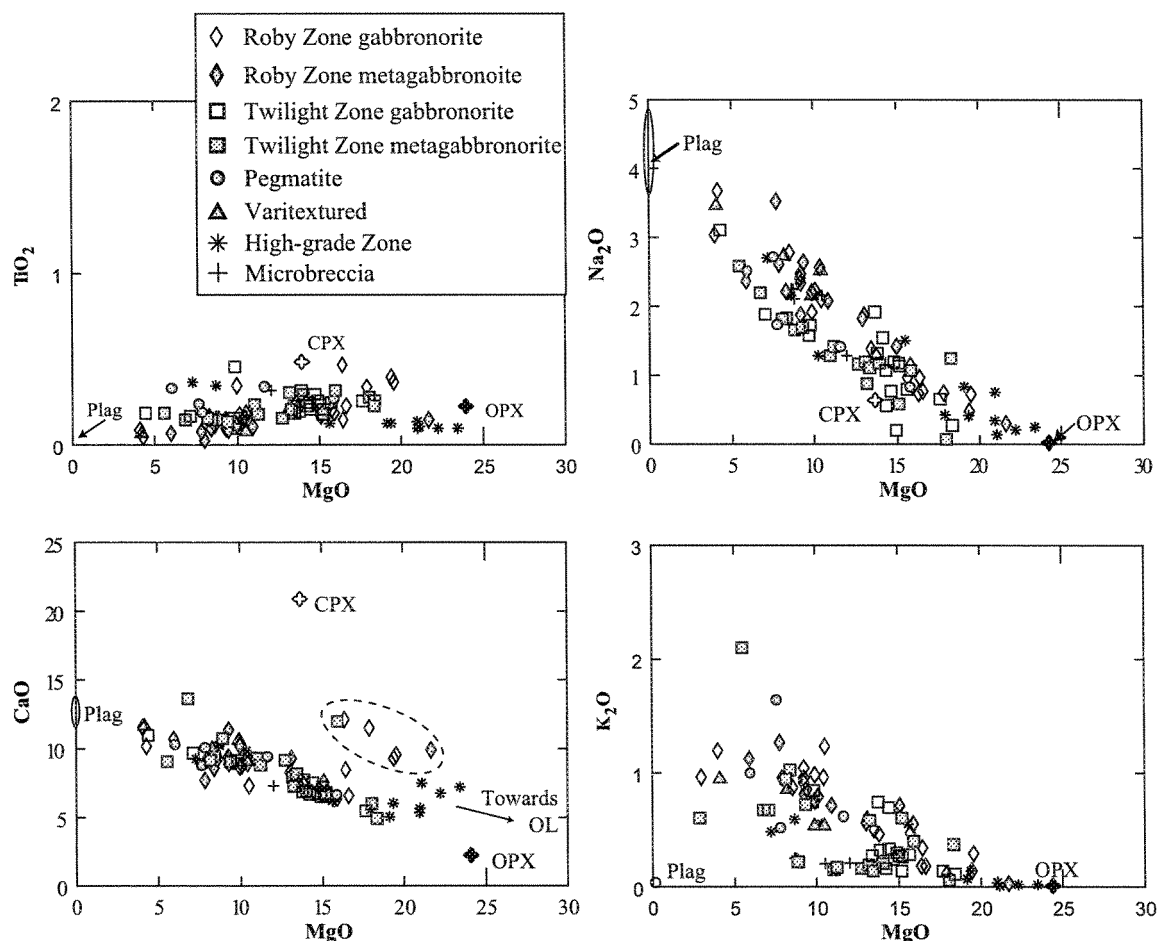 Roby Zone gabbronorite
Roby Zone metagabbronoite
Twilight Zone gabbronorite
Twilight Zone metagabbronorite
Pegmatite
Varitextured
High-grade Zone
Microbreccia
2
1
0
TiO2
Plag
CPX
OPX
0 5 10 15 20 25 30
MgO
5
4
3
2
1
0
Na2O
Plag
CPX
OPX
0 5 10 15 20 25 30
MgO
25
20
15
10
5
0
CaO
CPX
Plag
Towards
OL
OPX
0 5 10 15 20 25 30
MgO
3
2
1
0
K2O
Plag
OPX
0 5 10 15 20 25 30
MgO